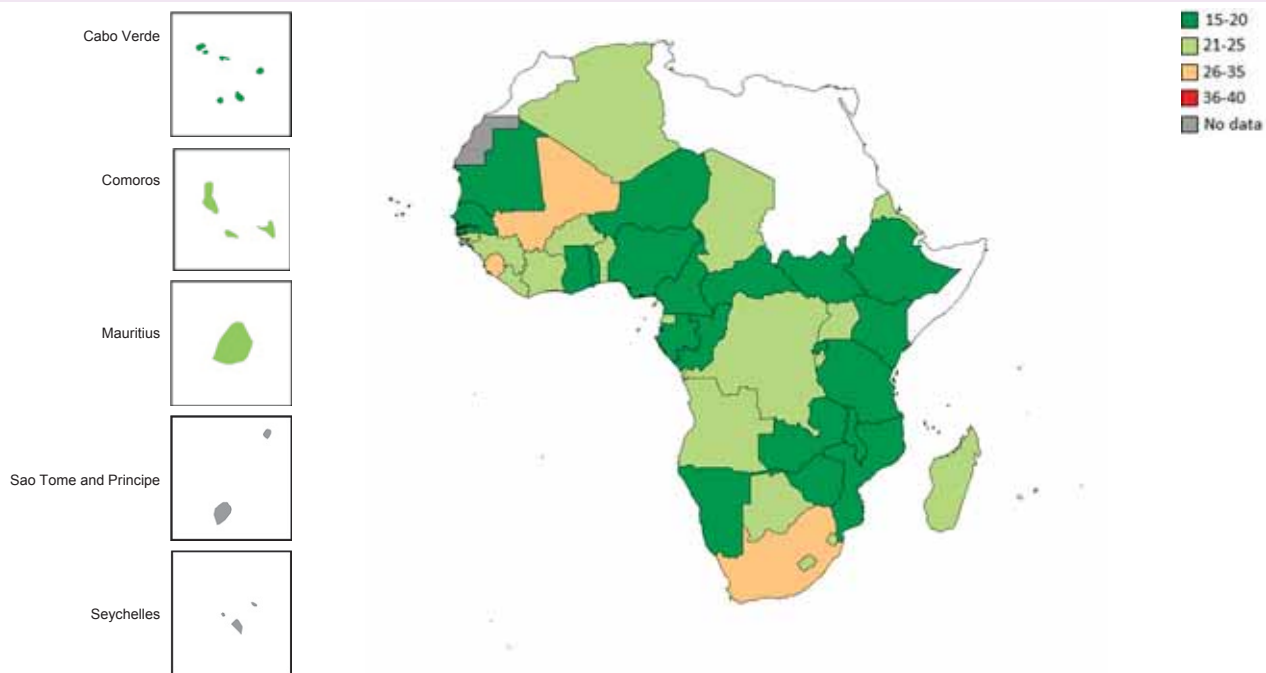 Cabo Verde
Comoros
Mauritius
Sao Tome and Principe
Seychelles
15-20
21-25
26-35
36-40
No data